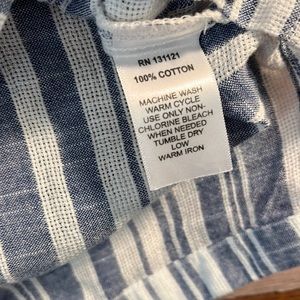 RN 131121
100% COTTON
MACHINE WASH
WARM CYCLE
USE ONLY NON-
CHLORINE BLEACH
WHEN NEEDED
TUMBLE DRY
LOW
WARM IRON